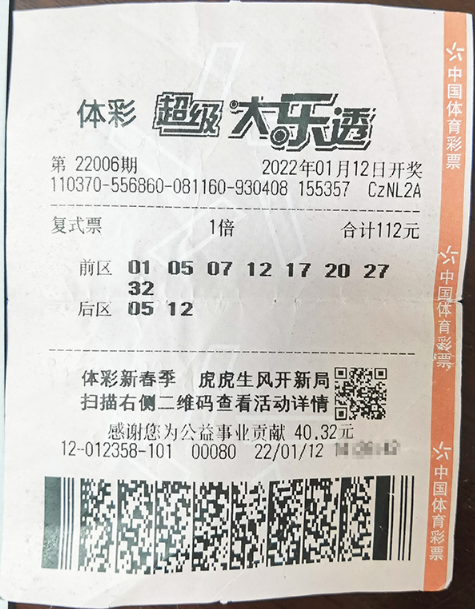 体彩 超级大乐透
第 22006期 2022年01月12日开奖
110370-556860-081160-930408 155357 CzNL2A
复式票 1倍 合计112元
前区 01 05 07 12 17 20 27
32
后区 05 12
体彩新春季 虎虎生风开新局
扫描右侧二维码查看活动详情
感谢您为公益事业贡献 40.32元
12-012358-101 00080 22/01/12
中国体育彩票
中国体育彩票
中国体育彩票